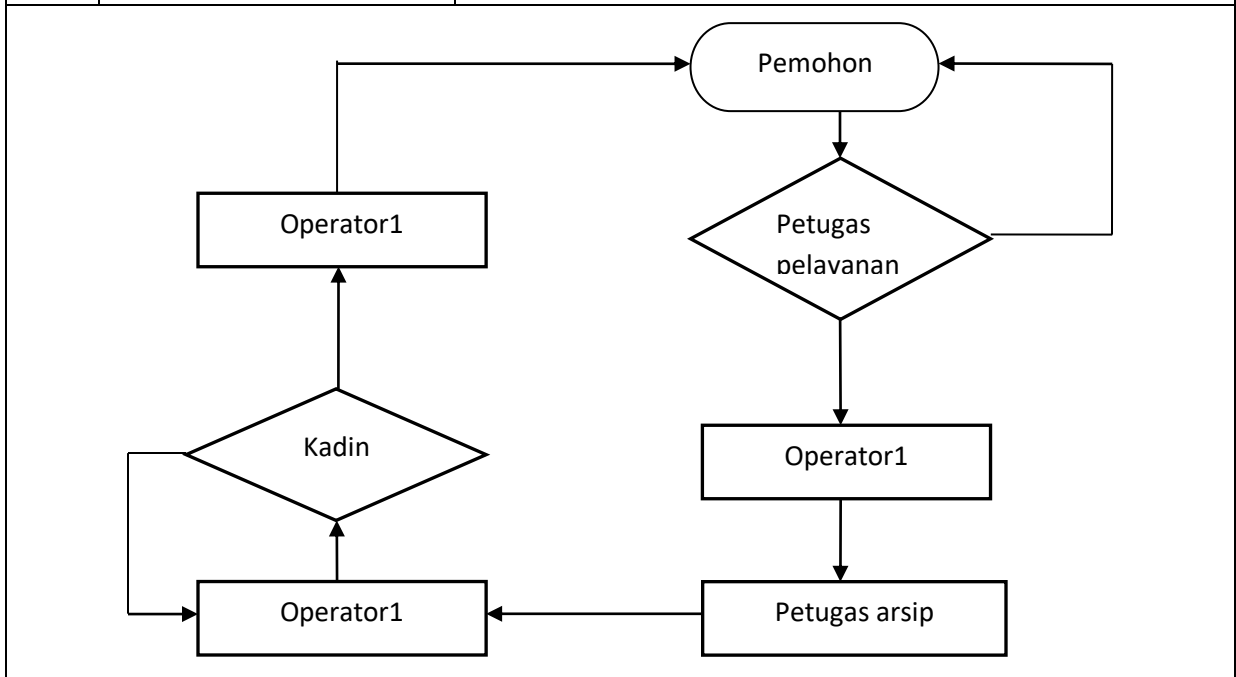 Pemohon
Operator1
Petugas
pelayanan
Kadin
Operator1
Operator1
Petugas arsip